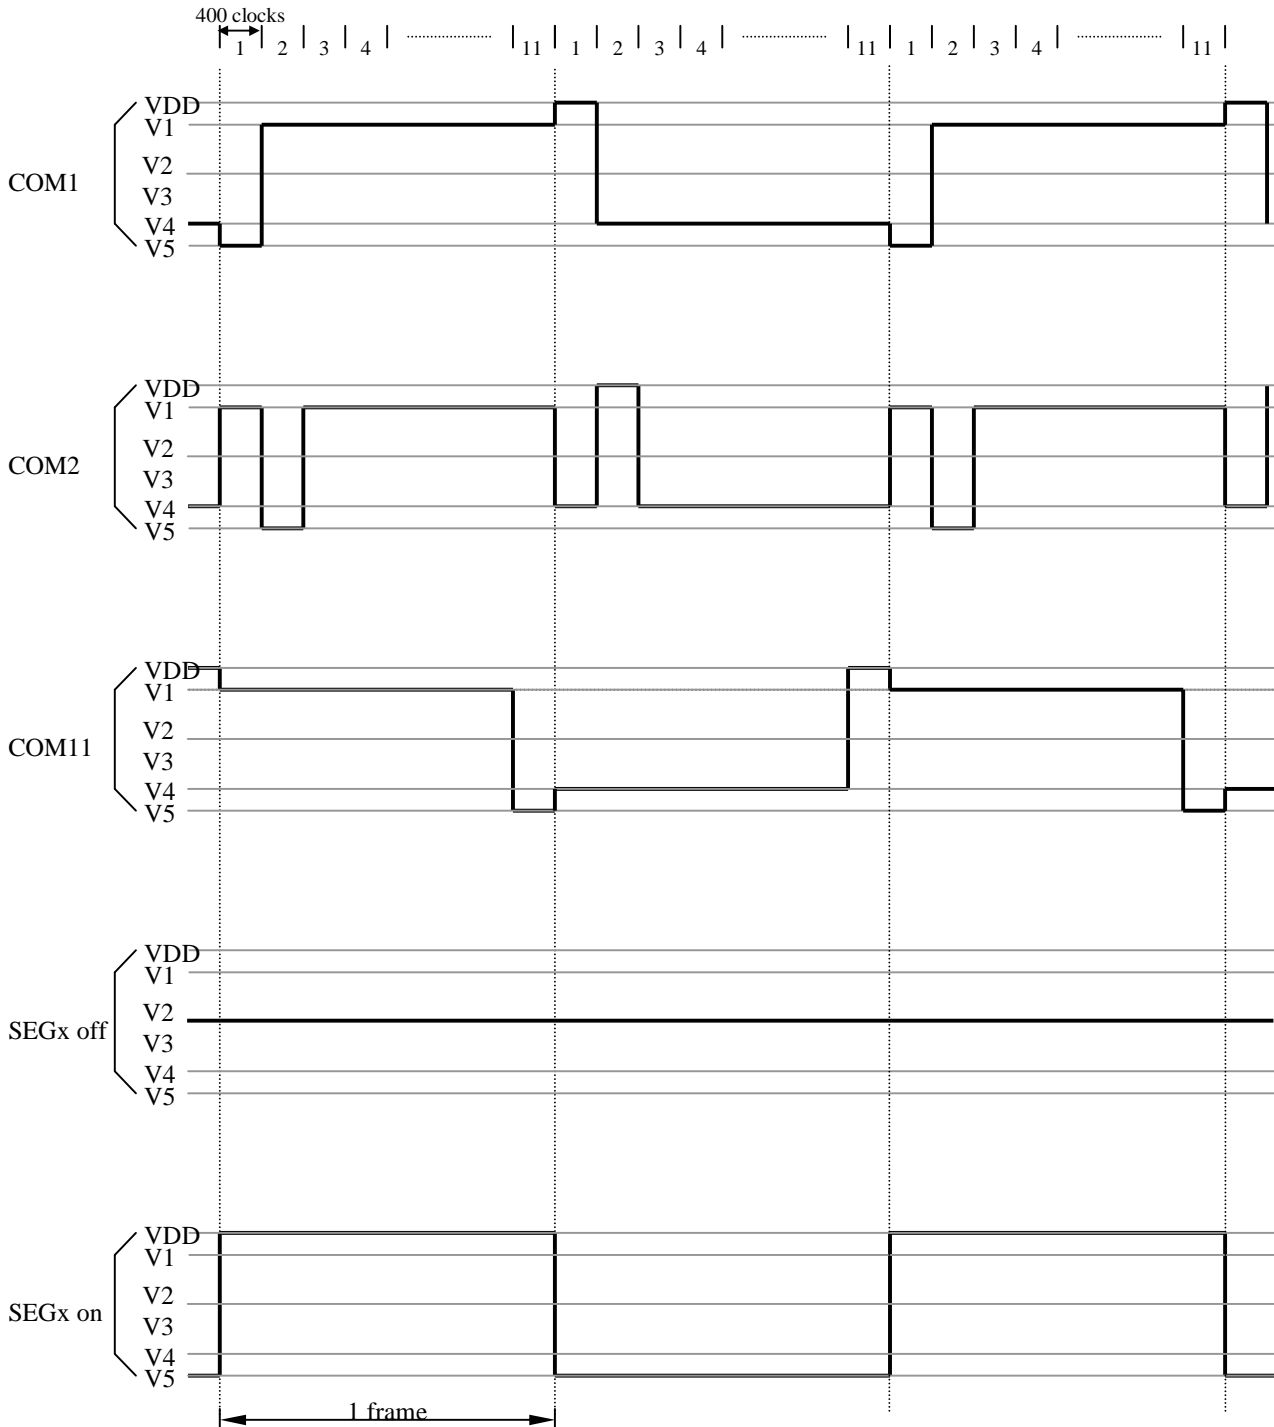 400 clocks
1 2 3 4 ........................ 11 1 2 3 4 ........................ 11 1 2 3 4 ........................ 11
COM1
VDD
V1
V2
V3
V4
V5
COM2
VDD
V1
V2
V3
V4
V5
COM11
VDD
V1
V2
V3
V4
V5
SEGx off
VDD
V1
V2
V3
V4
V5
SEGx on
VDD
V1
V2
V3
V4
V5
1 frame